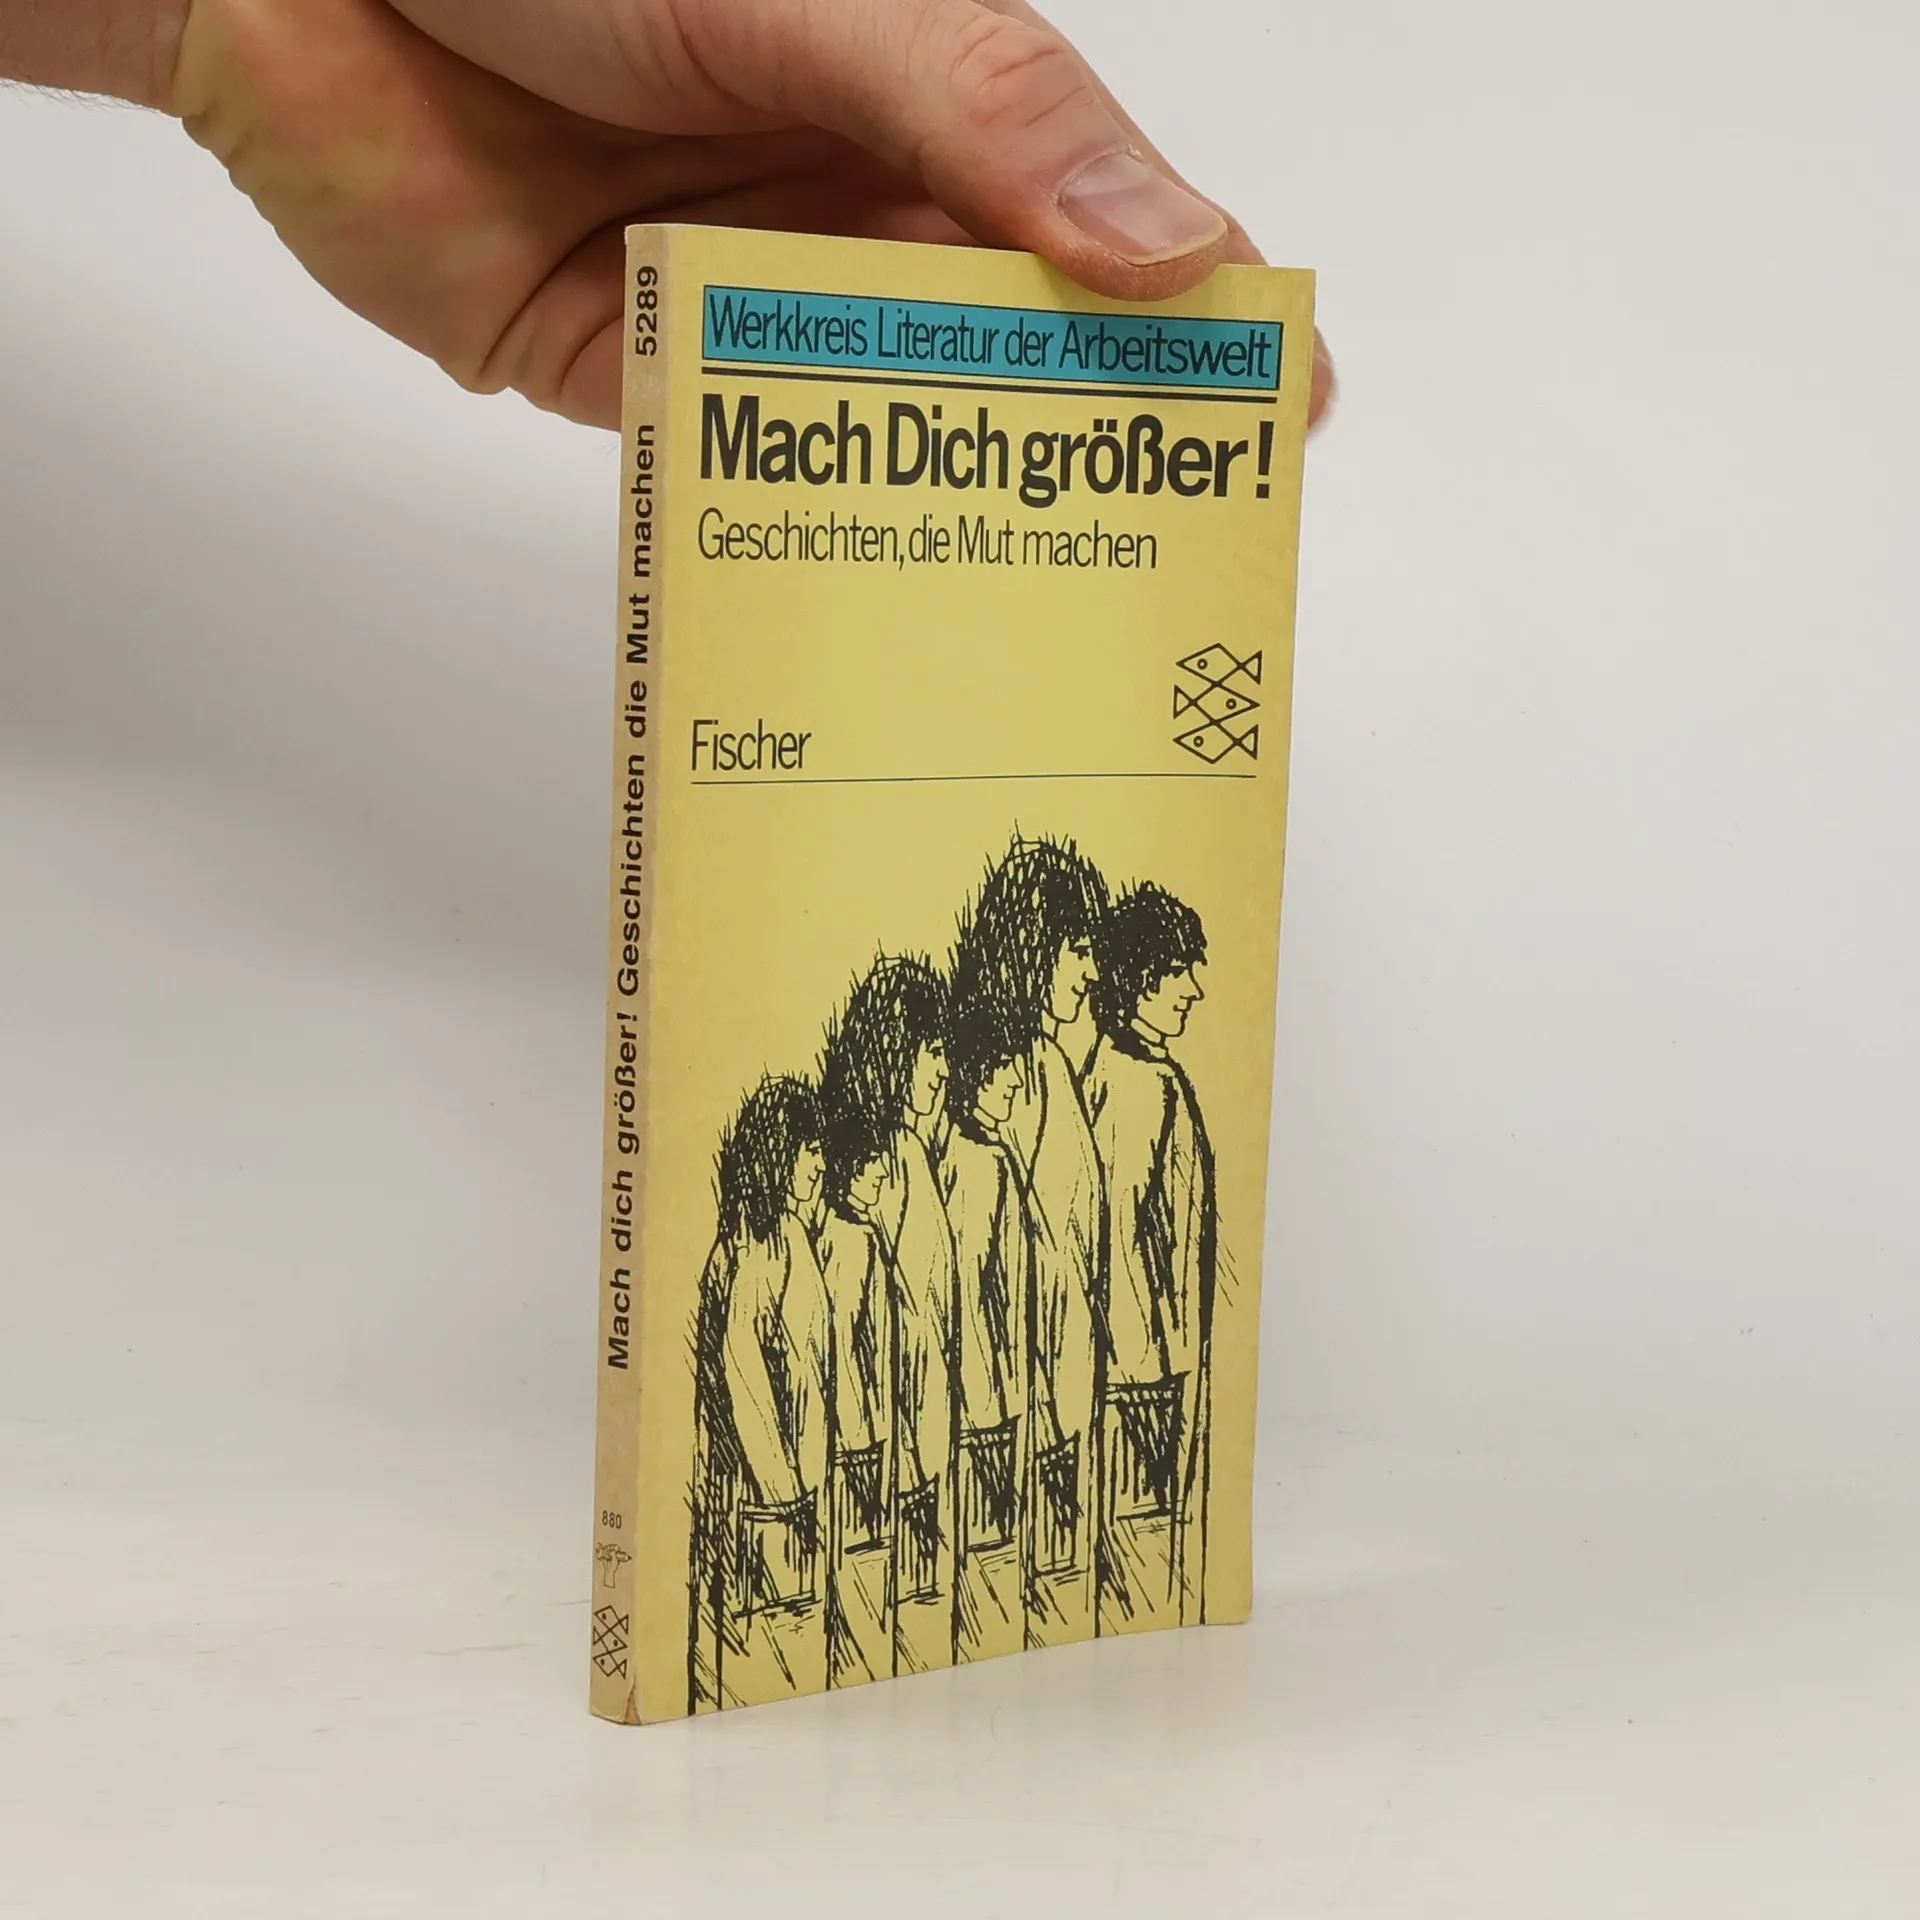 Werkkreis Literatur der Arbeitswelt
Mach Dich größer!
Geschichten, die Mut machen
Fischer
Mach dich größer! Geschichten die Mut machen 5289
880